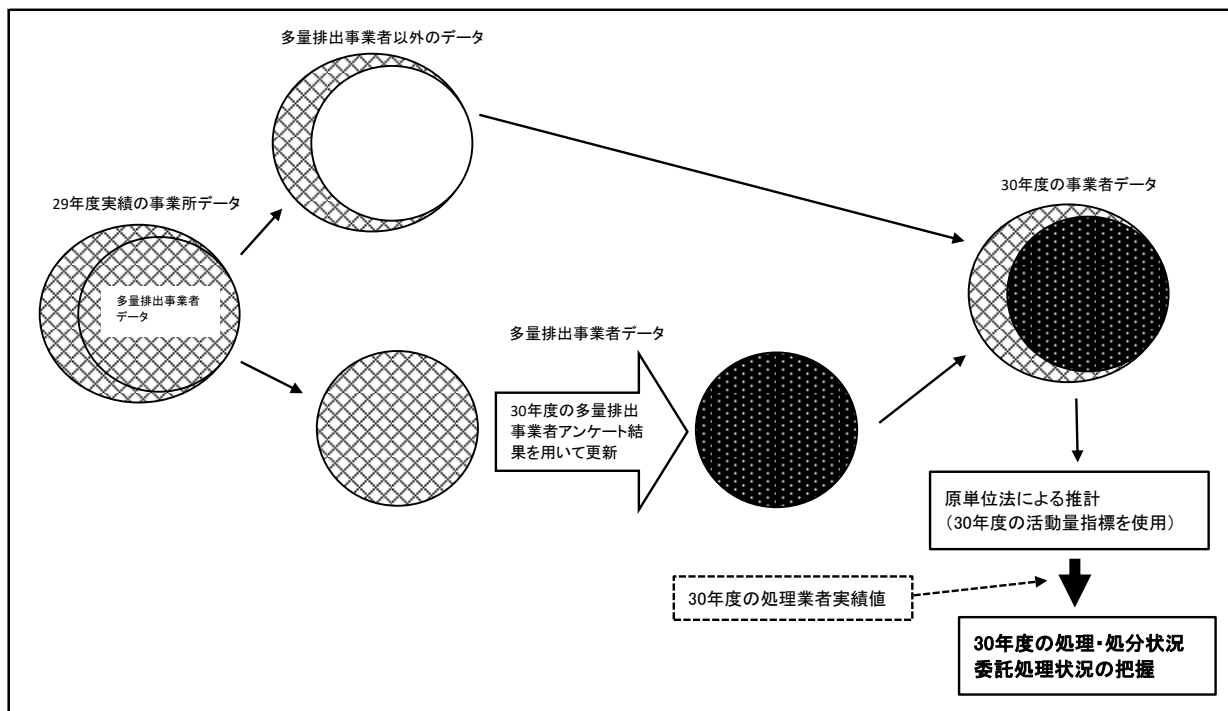 多量排出事業者以外のデータ
29年度実績の事業所データ
多量排出事業者
データ
30年度の事業者データ
多量排出事業者データ
30年度の多量排出
事業者アンケート結
果を用いて更新
原単位法による推計
（30年度の活動量指標を使用）
30年度の処理業者実績値
30年度の処理・処分状況
委託処理状況の把握